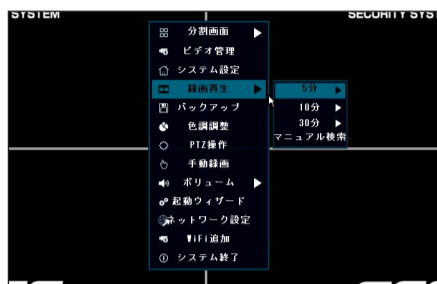 SYSTEM
SECURITY SYS
分割画面
ビデオ管理
システム設定
録画再生
5分
バックアップ
10分
色調調整
30分
PTZ操作
マニュアル検索
手動録画
ボリューム
起動ウィザード
ネットワーク設定
WiFi追加
システム終了